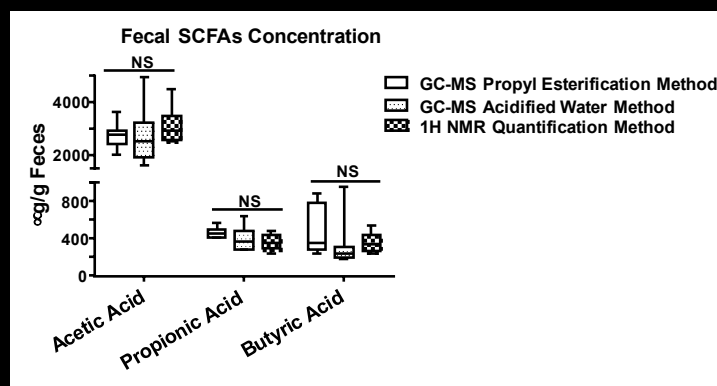 Fecal SCFAs Concentration
NS
GC-MS Propyl Esterification Method
GC-MS Acidified Water Method
1H NMR Quantification Method
4000
2000
∝g/g Feces
NS
NS
800
400
0
Acetic Acid
Propionic Acid
Butyric Acid